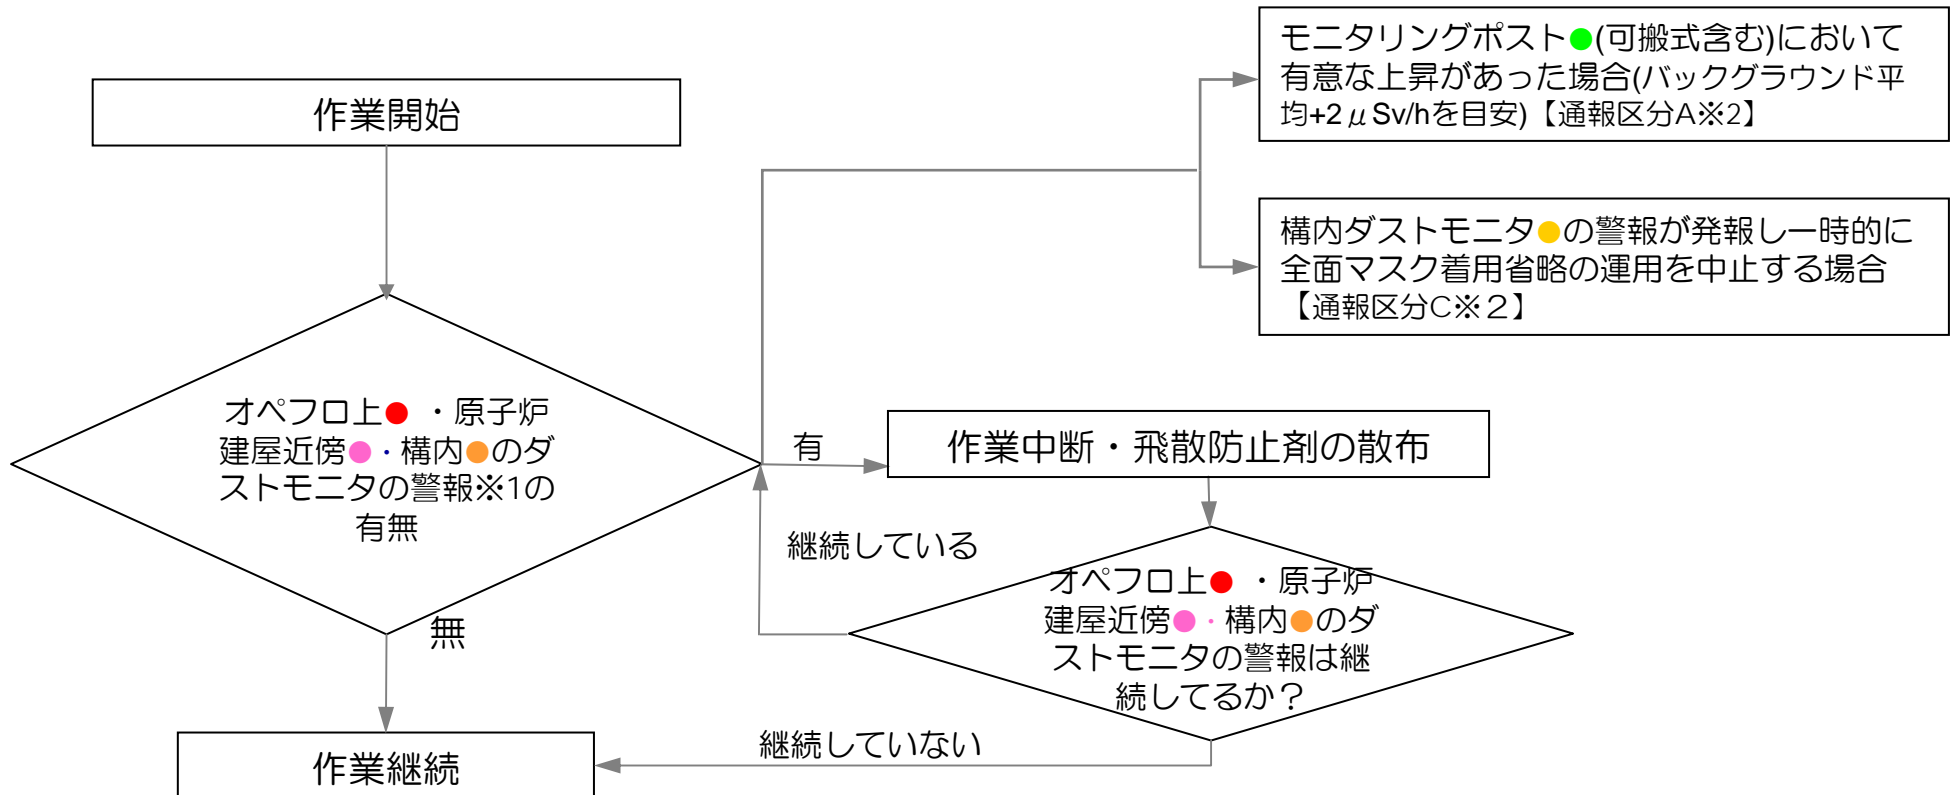 モニタリングポスト●(可搬式含む)において
有意な上昇があった場合(バックグラウンド平
均+2μSv/hを目安)【通報区分A※2】
作業開始
構内ダストモニタ●の警報が発報し一時的に
全面マスク着用省略の運用を中止する場合
【通報区分C※２】
オペフロ上● ・原子炉
建屋近傍●・構内●のダ
ストモニタの警報※1の
有無
有
作業中断・飛散防止剤の散布
継続している
オペフロ上● ・原子炉
建屋近傍●・構内●のダ
ストモニタの警報は継
続してるか？
無
継続していない
作業継続